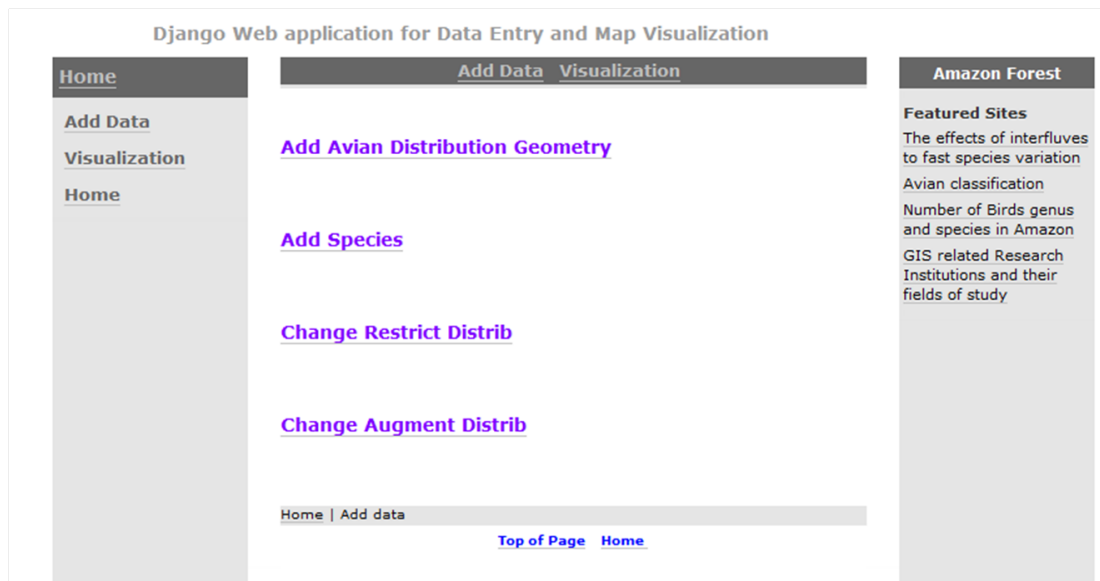 Django Web application for Data Entry and Map Visualization
Home
Add Data
Visualization
Home
Add Data Visualization
Add Avian Distribution Geometry
Add Species
Change Restrict Distrib
Change Augment Distrib
Home | Add data
Top of Page Home
Amazon Forest
Featured Sites
The effects of interfluves
to fast species variation
Avian classification
Number of Birds genus
and species in Amazon
GIS related Research
Institutions and their
fields of study